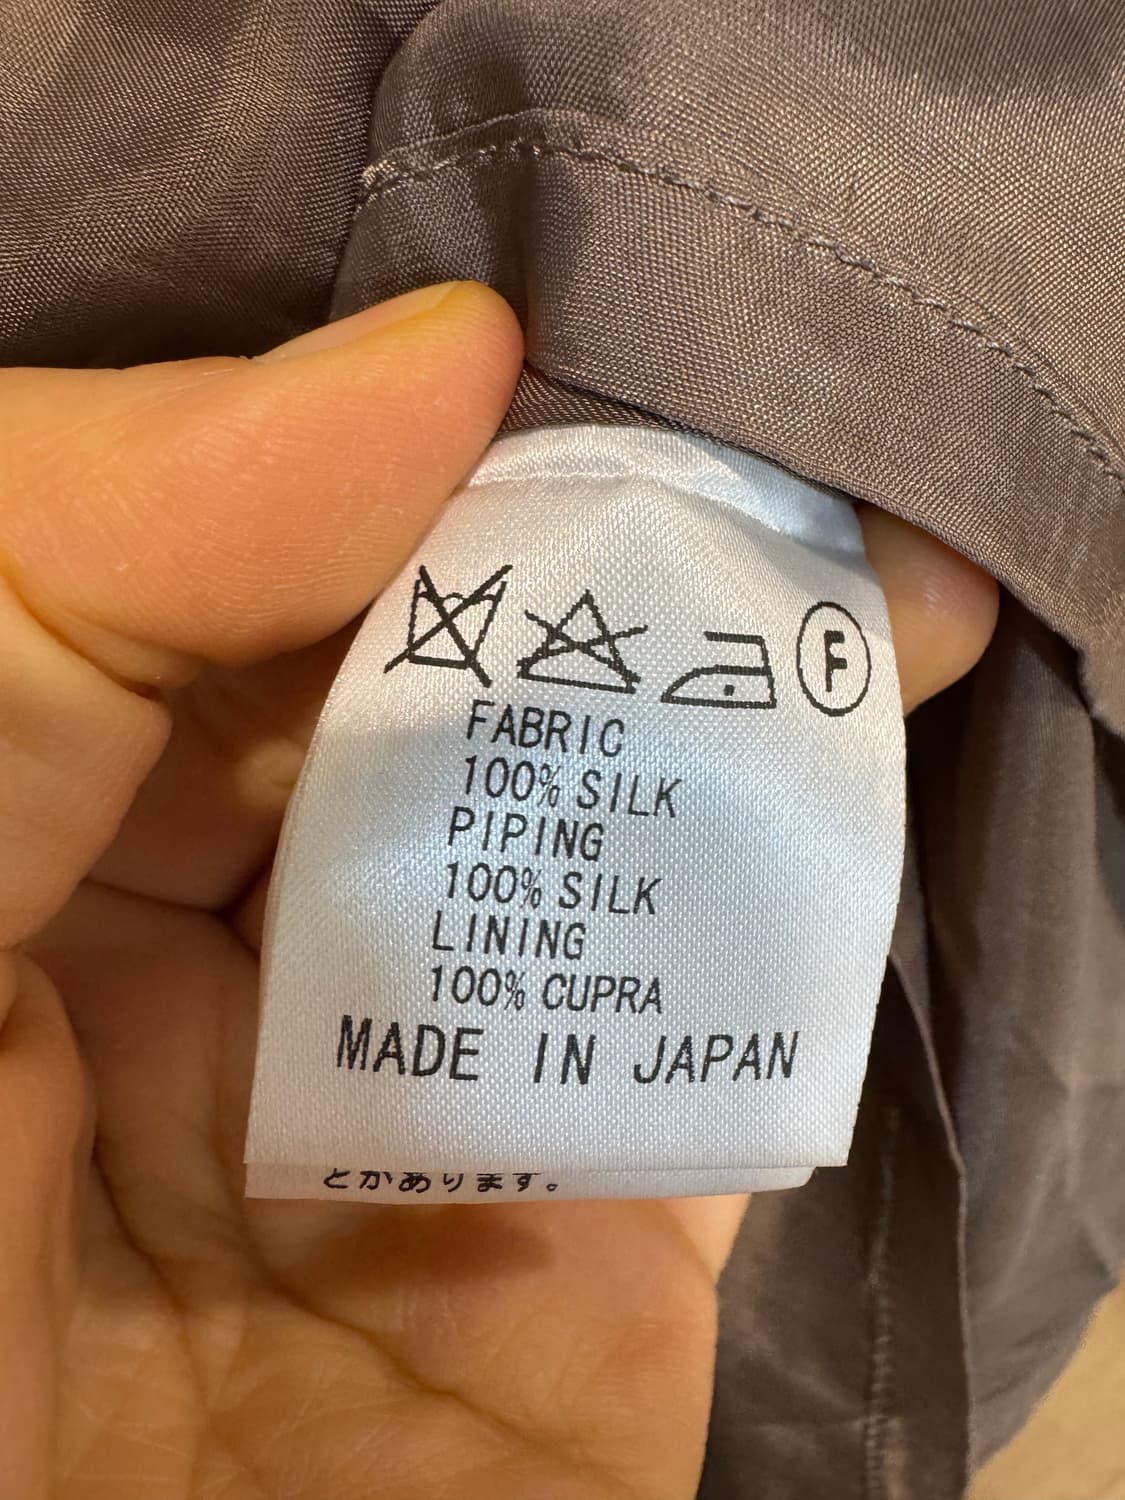 F
FABRIC
100% SILK
PIPING
100% SILK
LINING
100% CUPRA
MADE IN JAPAN
とがあります。